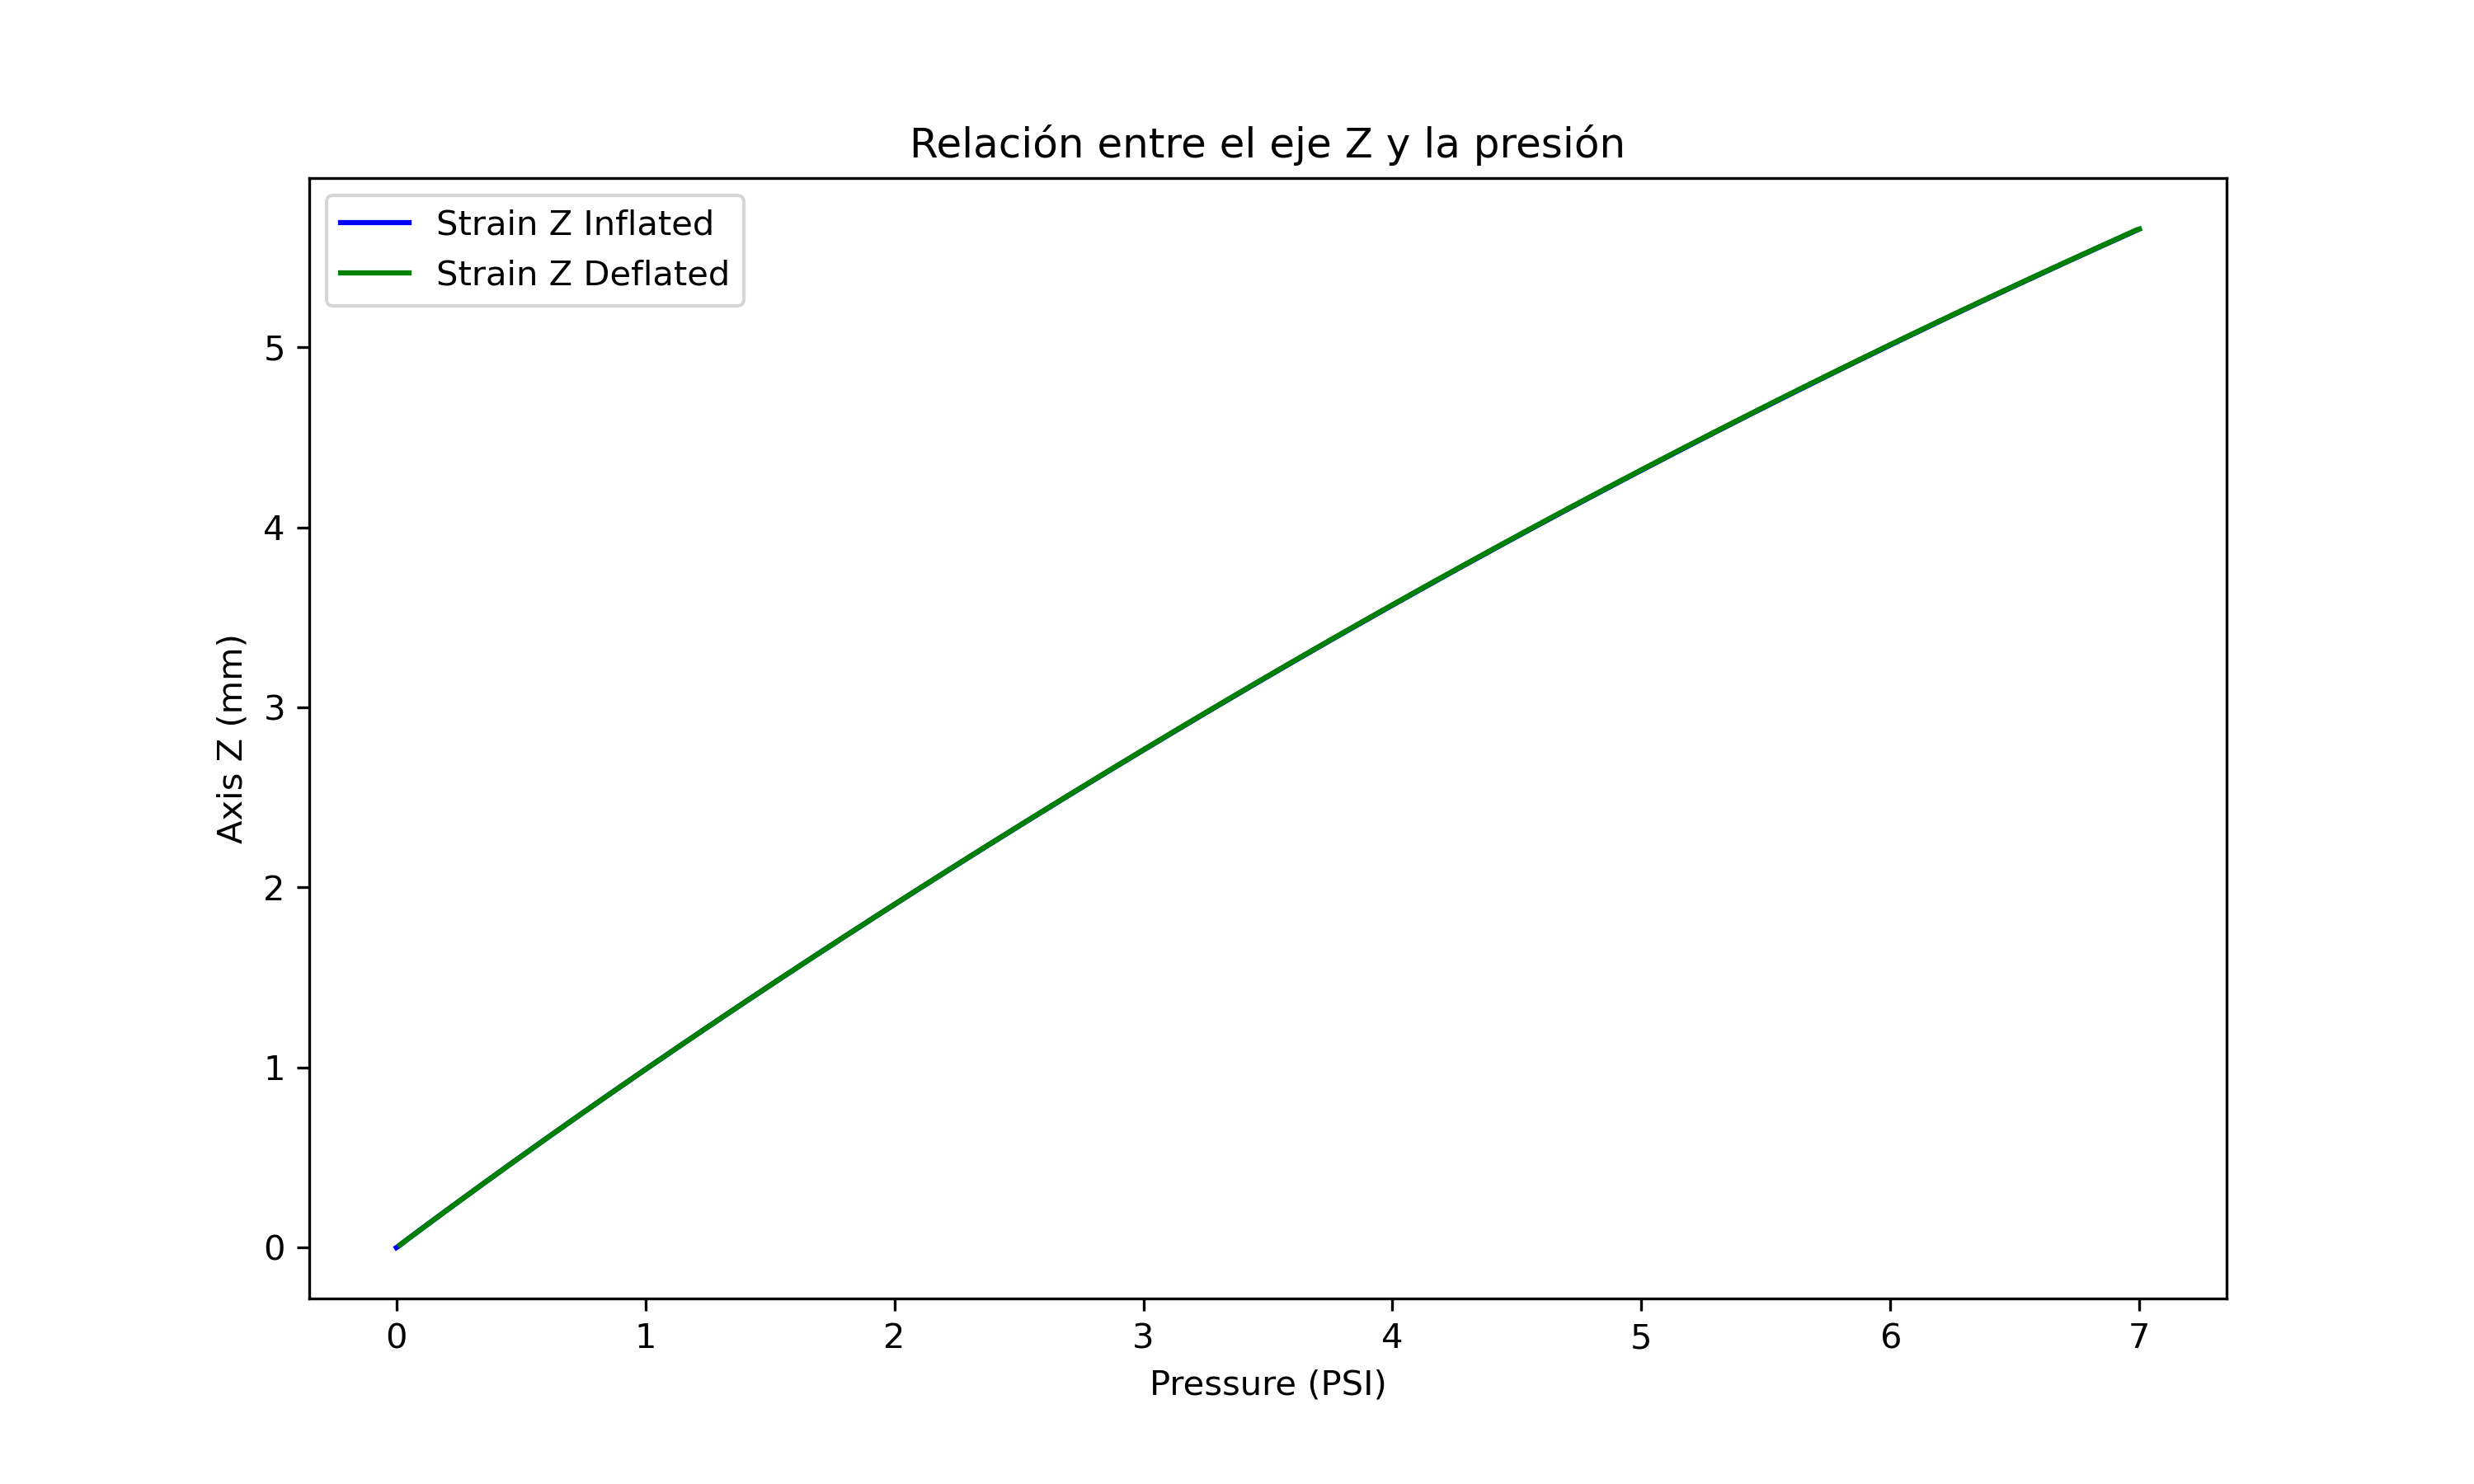 Relación entre el eje Z y la presión
Strain Z Inflated
Strain Z Deflated
Axis Z (mm)
5
4
3
2
1
0
0 1 2 3 4 5 6 7
Pressure (PSI)